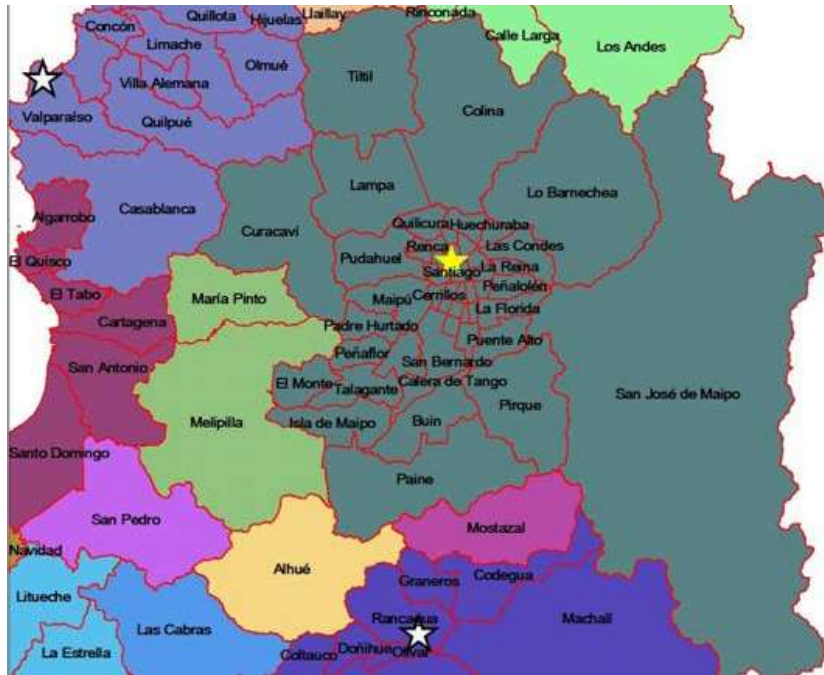 Quillota
Hijuelas
Llaillay
Rinconada
Concón
Limache
Calle Larga
Los Andes
Olmué
Tiltil
Villa Alemana
Colina
Valparaíso
Quilpué
Lampa
Lo Barnechea
Casablanca
Algarrobo
Curacaví
Quilicura
Huechuraba
Renca
Las Condes
El Quisco
Pudahuel
Santiago
La Reina
Peñalolén
El Tabo
María Pinto
Maipú
Cerrillos
La Florida
Cartagena
Padre Hurtado
Puente Alto
Peñaflor
San Bernardo
San Antonio
El Monte
Talagante
Calera de Tango
San José de Maipo
Pirque
Melipilla
Isla de Maipo
Buin
Santo Domingo
Paine
San Pedro
Mostazal
Navidad
Alhué
Graneros
Codegua
Litueche
Rancagua
Machalí
Las Cabras
La Estrella
Doñihue
Olivar
Coltauco